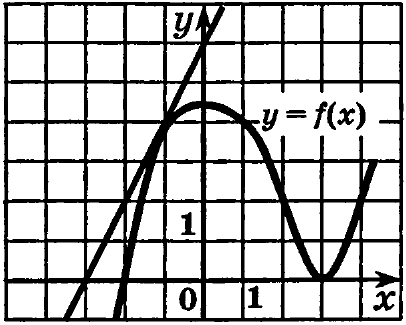 y
y = f(x)
1
0 1 x